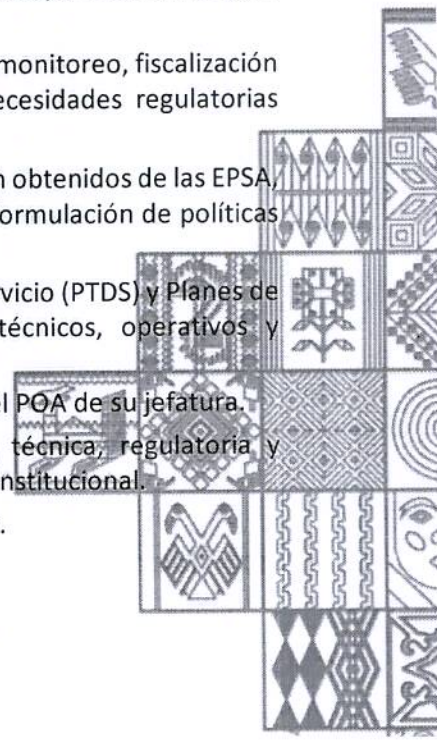 monitoreo, fiscalización
ecesidades regulatorias
n obtenidos de las EPSA,
ormulación de políticas
vicio (PTDS) y Planes de
técnicos, operativos y
el POA de su jefatura.
técnica, regulatoria y
nstitucional.
.